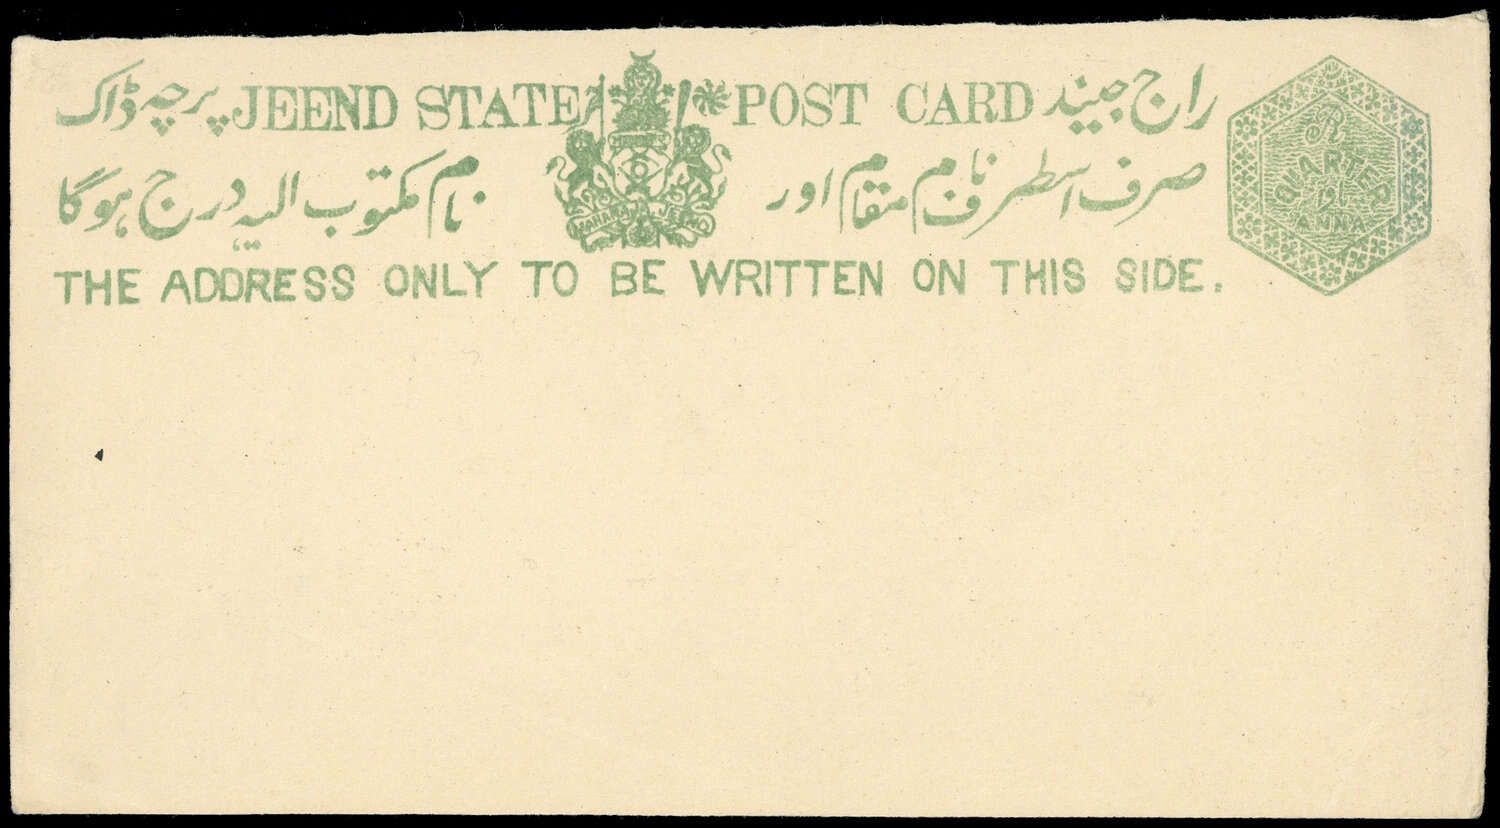 پرچہ ڈاک JEEND STATE POST CARD راج جیند
صرف اسطرف نام مقام اور نام مکتوب الیہ درج ہوگا
THE ADDRESS ONLY TO BE WRITTEN ON THIS SIDE.
R
QUARTER
ANNA